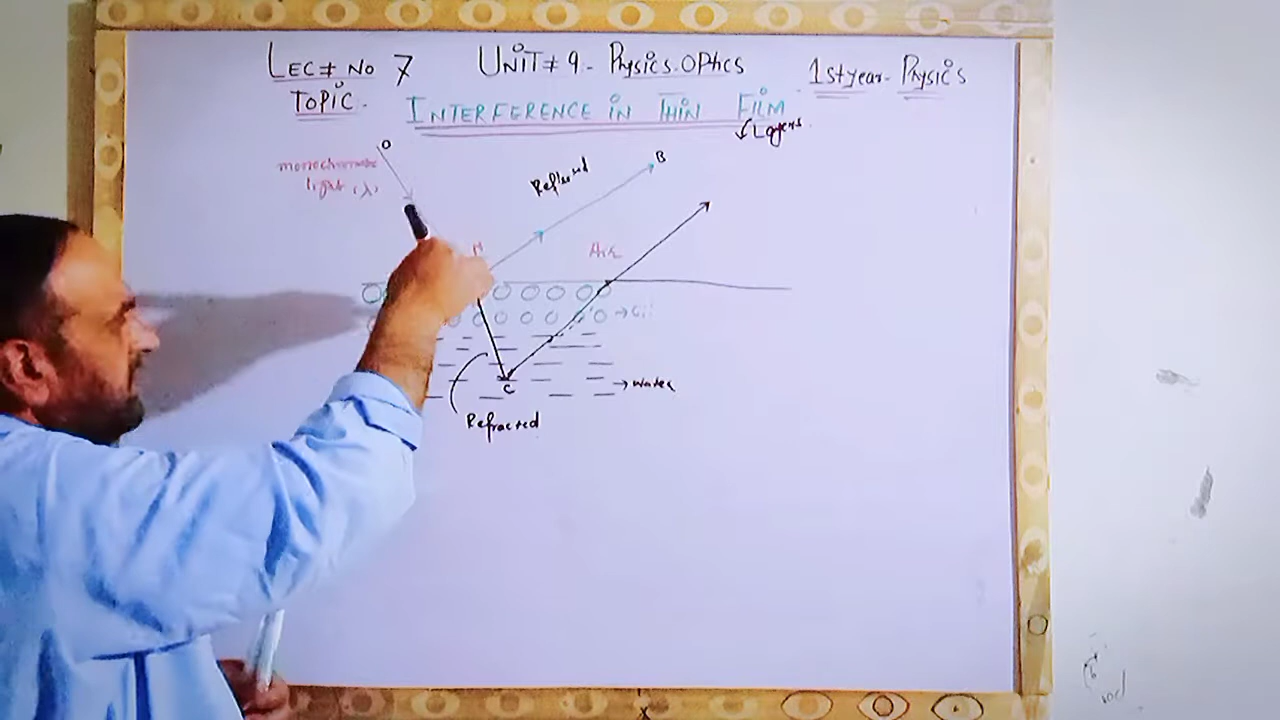 LEC # NO 7 UNIT # 9 - PHYSICS.OPTICS 1st year - PHYSICS
TOPIC. INTERFERENCE IN THIN FILM
Layers
O
monochromatic
light (λ)
Reflected
B
Air
→ water
C
Refracted